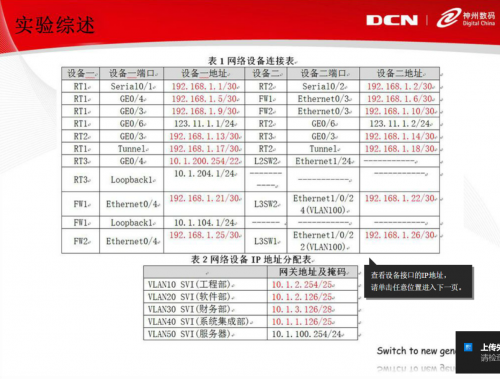 实验综述
DCN 神州数码
Digital China
表 1 网络设备连接表
设备一 设备一端口 设备一地址 设备二 设备二端口 设备二地址
RT1 Serial0/1 192.168.1.1/30 RT2 Serial0/2 192.168.1.2/30
RT1 GE0/4 192.168.1.5/30 FW1 Ethernet0/3 192.168.1.6/30
RT1 GE0/3 192.168.1.9/30 FW2 Ethernet0/3 192.168.1.10/30
RT1 GE0/6 123.11.1.1/24 RT2 GE0/6 123.11.1.2/24
RT2 GE0/3 192.168.1.13/30 RT3 GE0/3 192.168.1.14/30
RT1 Tunnel 192.168.1.17/30 RT2 Tunnel 192.168.1.18/30
RT3 GE0/4 10.1.200.254/22 L2SW2 Ethernet1/24 -----------
RT3 Loopback1 10.1.204.1/24 ----------- ------------ -----------
FW1 Ethernet0/4 192.168.1.21/30 L3SW2 Ethernet1/0/24(VLAN100) 192.168.1.22/30
FW1 Loopback1 10.1.104.1/24 ------- ------------ -----------
FW2 Ethernet0/4 192.168.1.25/30 L3SW1 Ethernet1/0/22(VLAN100) 192.168.1.26/30
表 2 网络设备 IP 地址分配表
网关地址及掩码
VLAN10 SVI(工程部) 10.1.2.254/25
VLAN20 SVI(软件部) 10.1.2.126/25
VLAN30 SVI(财务部) 10.1.3.126/28
VLAN40 SVI(系统集成部) 10.1.1.126/25
VLAN50 SVI(服务器) 10.1.100.254/24
查看设备接口的IP地址，
请单击任意位置进入下一页。
Switch to new gen
上传失
请检